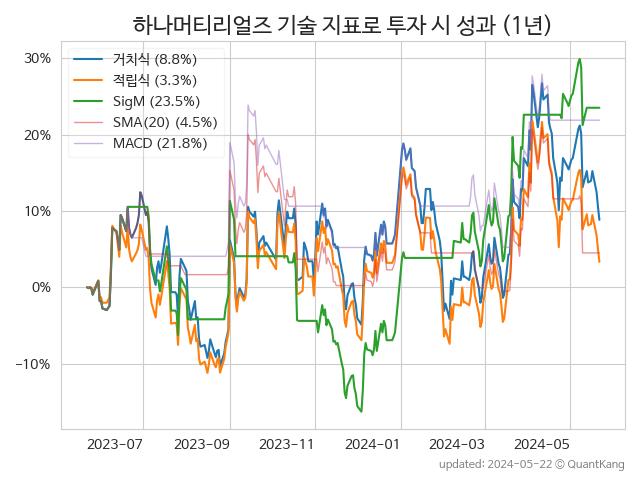 하나머티리얼즈 기술 지표로 투자 시 성과 (1년)
거치식 (8.8%)
적립식 (3.3%)
SigM (23.5%)
SMA(20) (4.5%)
MACD (21.8%)
30%
20%
10%
0%
−10%
2023-07 2023-09 2023-11 2024-01 2024-03 2024-05
updated: 2024-05-22 © QuantKang